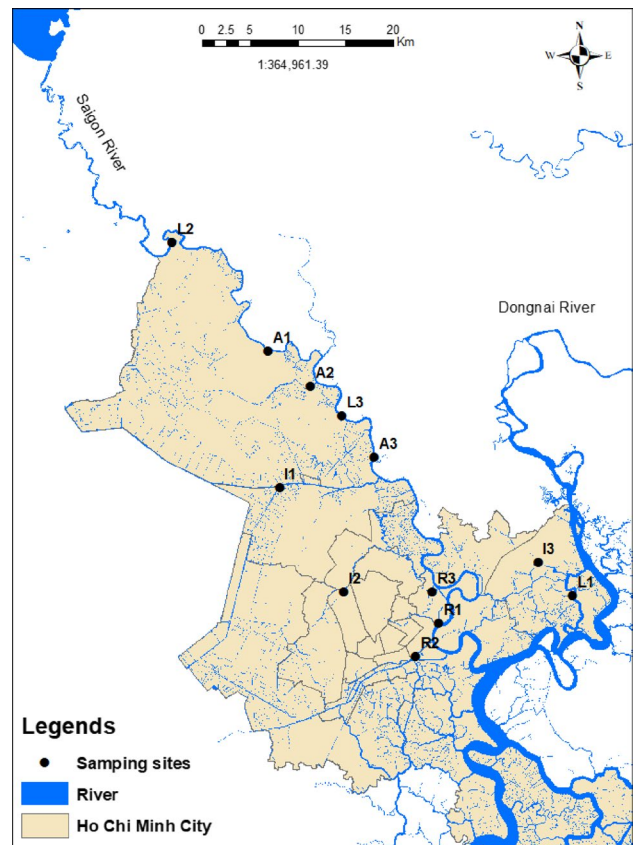 0 2.5 5 10 15 20
Km
1:364,961.39
N
W E
S
Saigon River
L2
Dongnai River
A1
A2
L3
A3
I1
I3
I2
R3
L1
R1
R2
Legends
Samping sites
River
Ho Chi Minh City